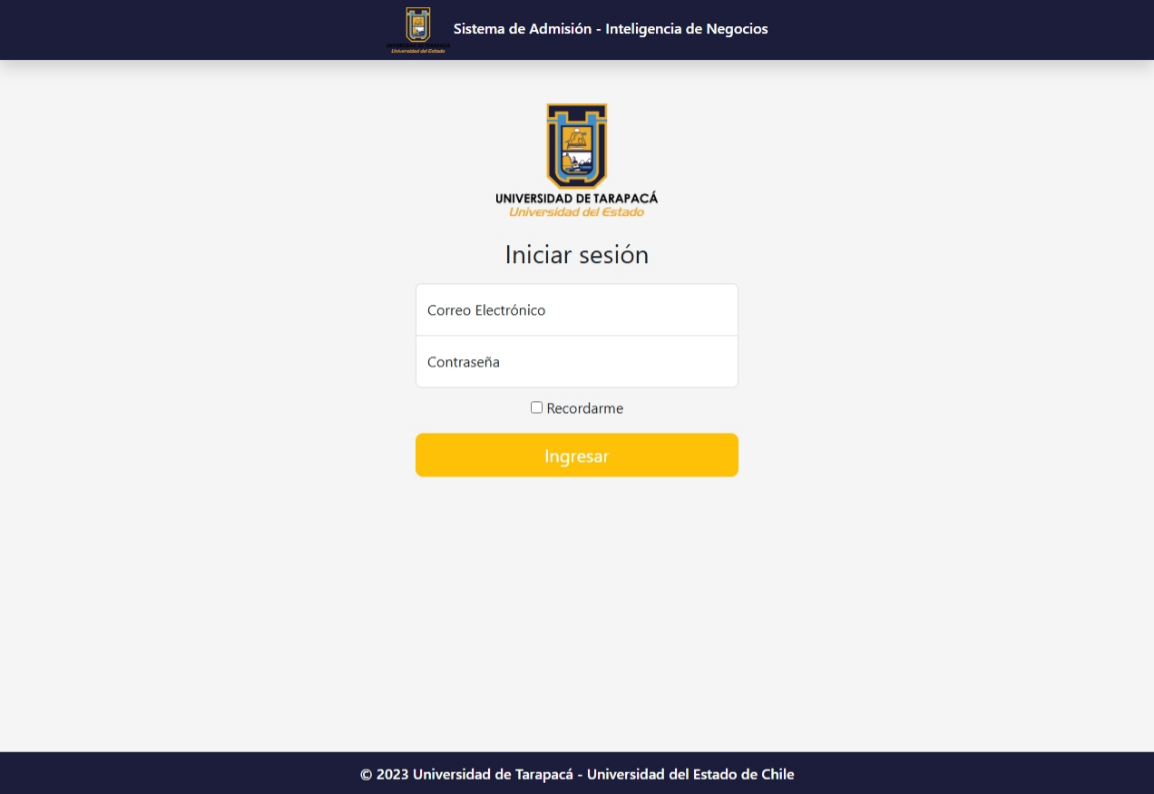 Sistema de Admisión - Inteligencia de Negocios
Universidad del Estado
UNIVERSIDAD DE TARAPACÁ
Universidad del Estado
Iniciar sesión
Correo Electrónico
Contraseña
Recordarme
Ingresar
© 2023 Universidad de Tarapacá - Universidad del Estado de Chile